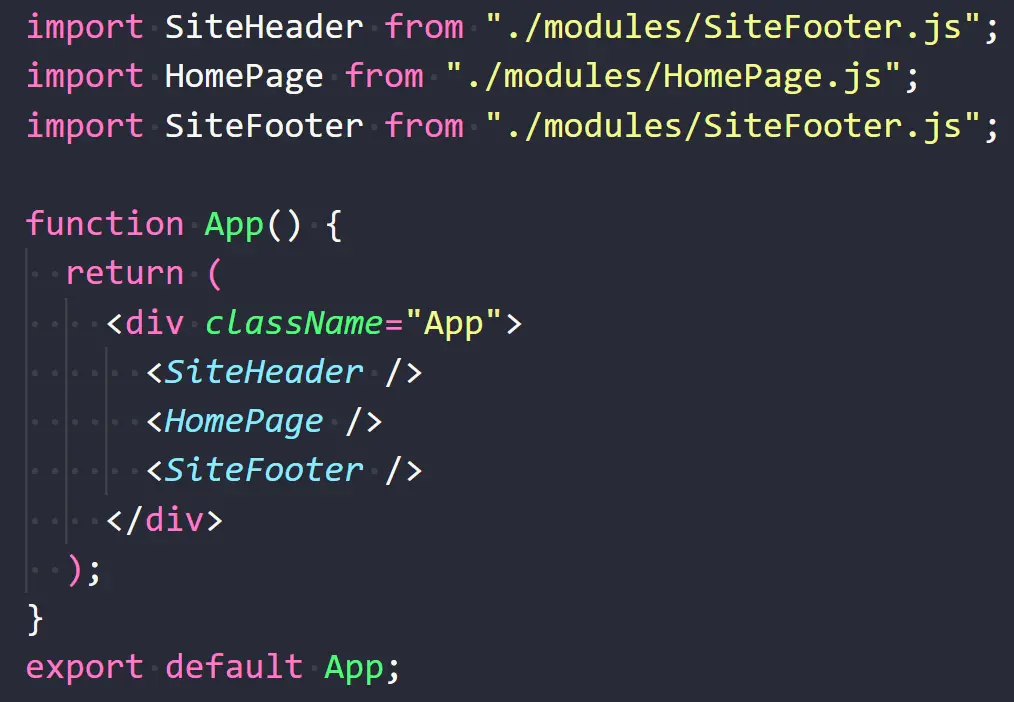 import SiteHeader from "./modules/SiteFooter.js";
import HomePage from "./modules/HomePage.js";
import SiteFooter from "./modules/SiteFooter.js";

function App() {
  return (
    <div className="App">
      <SiteHeader />
      <HomePage />
      <SiteFooter />
    </div>
  );
}
export default App;